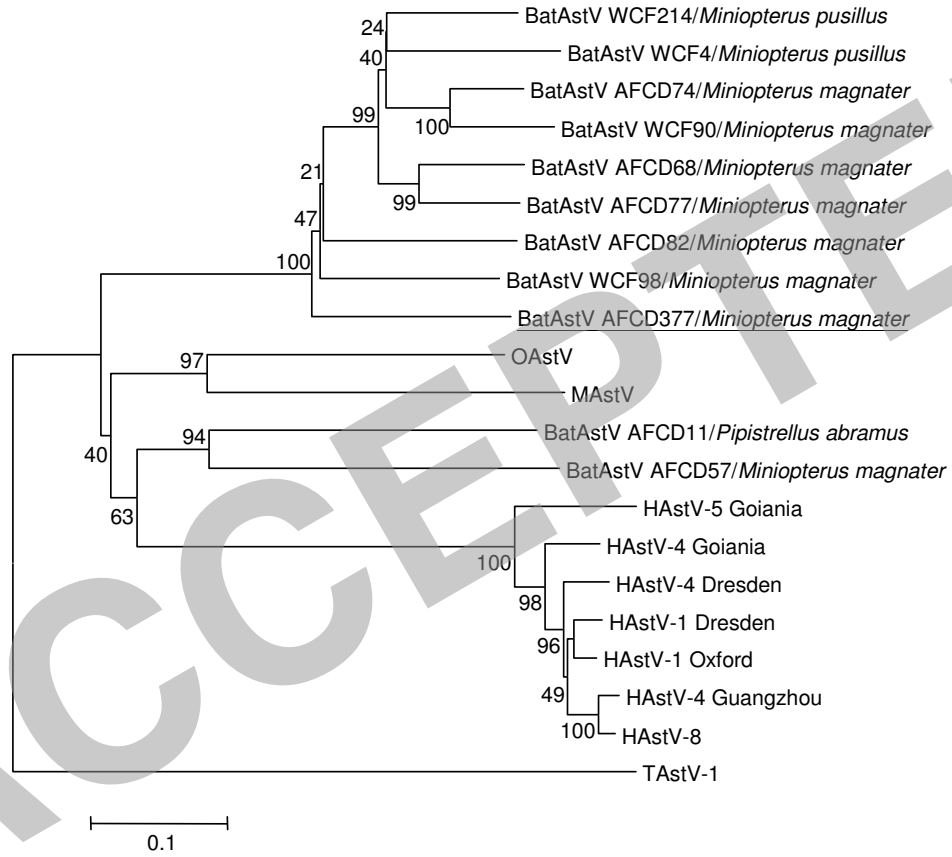 BatAstV WCF214/Miniopterus pusillus
24
BatAstV WCF4/Miniopterus pusillus
40
BatAstV AFCD74/Miniopterus magnater
99
100
BatAstV WCF90/Miniopterus magnater
BatAstV AFCD68/Miniopterus magnater
21
99
BatAstV AFCD77/Miniopterus magnater
47
BatAstV AFCD82/Miniopterus magnater
100
BatAstV WCF98/Miniopterus magnater
BatAstV AFCD377/Miniopterus magnater
97
OAstV
MAstV
BatAstV AFCD11/Pipistrellus abramus
94
40
BatAstV AFCD57/Miniopterus magnater
63
HAstV-5 Goiania
100
HAstV-4 Goiania
98
HAstV-4 Dresden
HAstV-1 Dresden
96
HAstV-1 Oxford
49
HAstV-4 Guangzhou
100
HAstV-8
TAstV-1
0.1
ACCEPTE